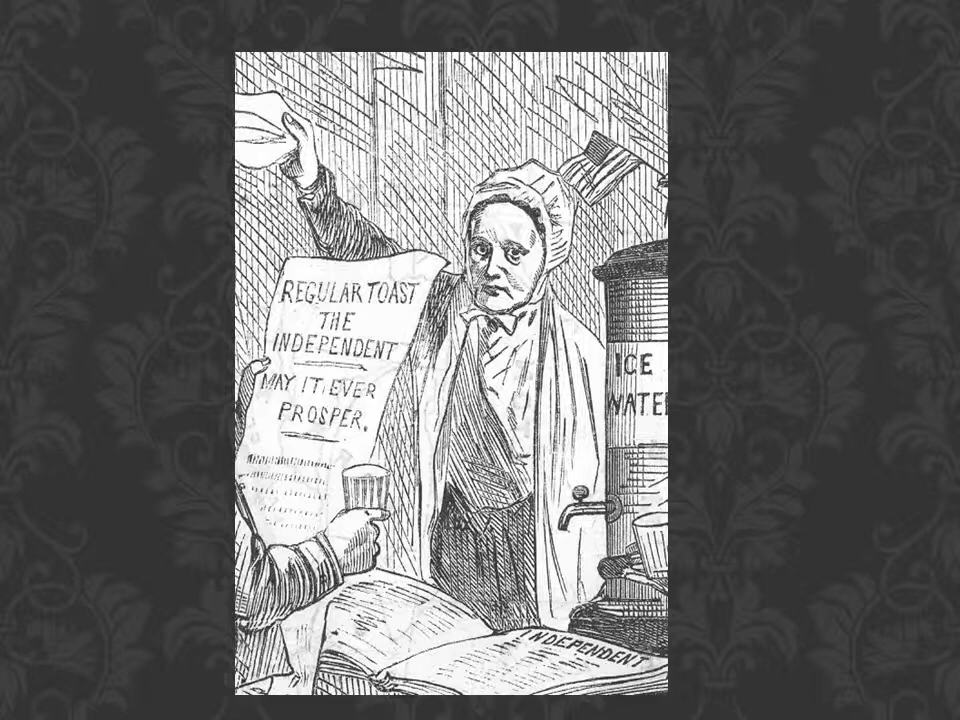 REGULAR TOAST
THE
INDEPENDENT
MAY IT EVER
PROSPER.
ICE
WATE
INDEPENDENT